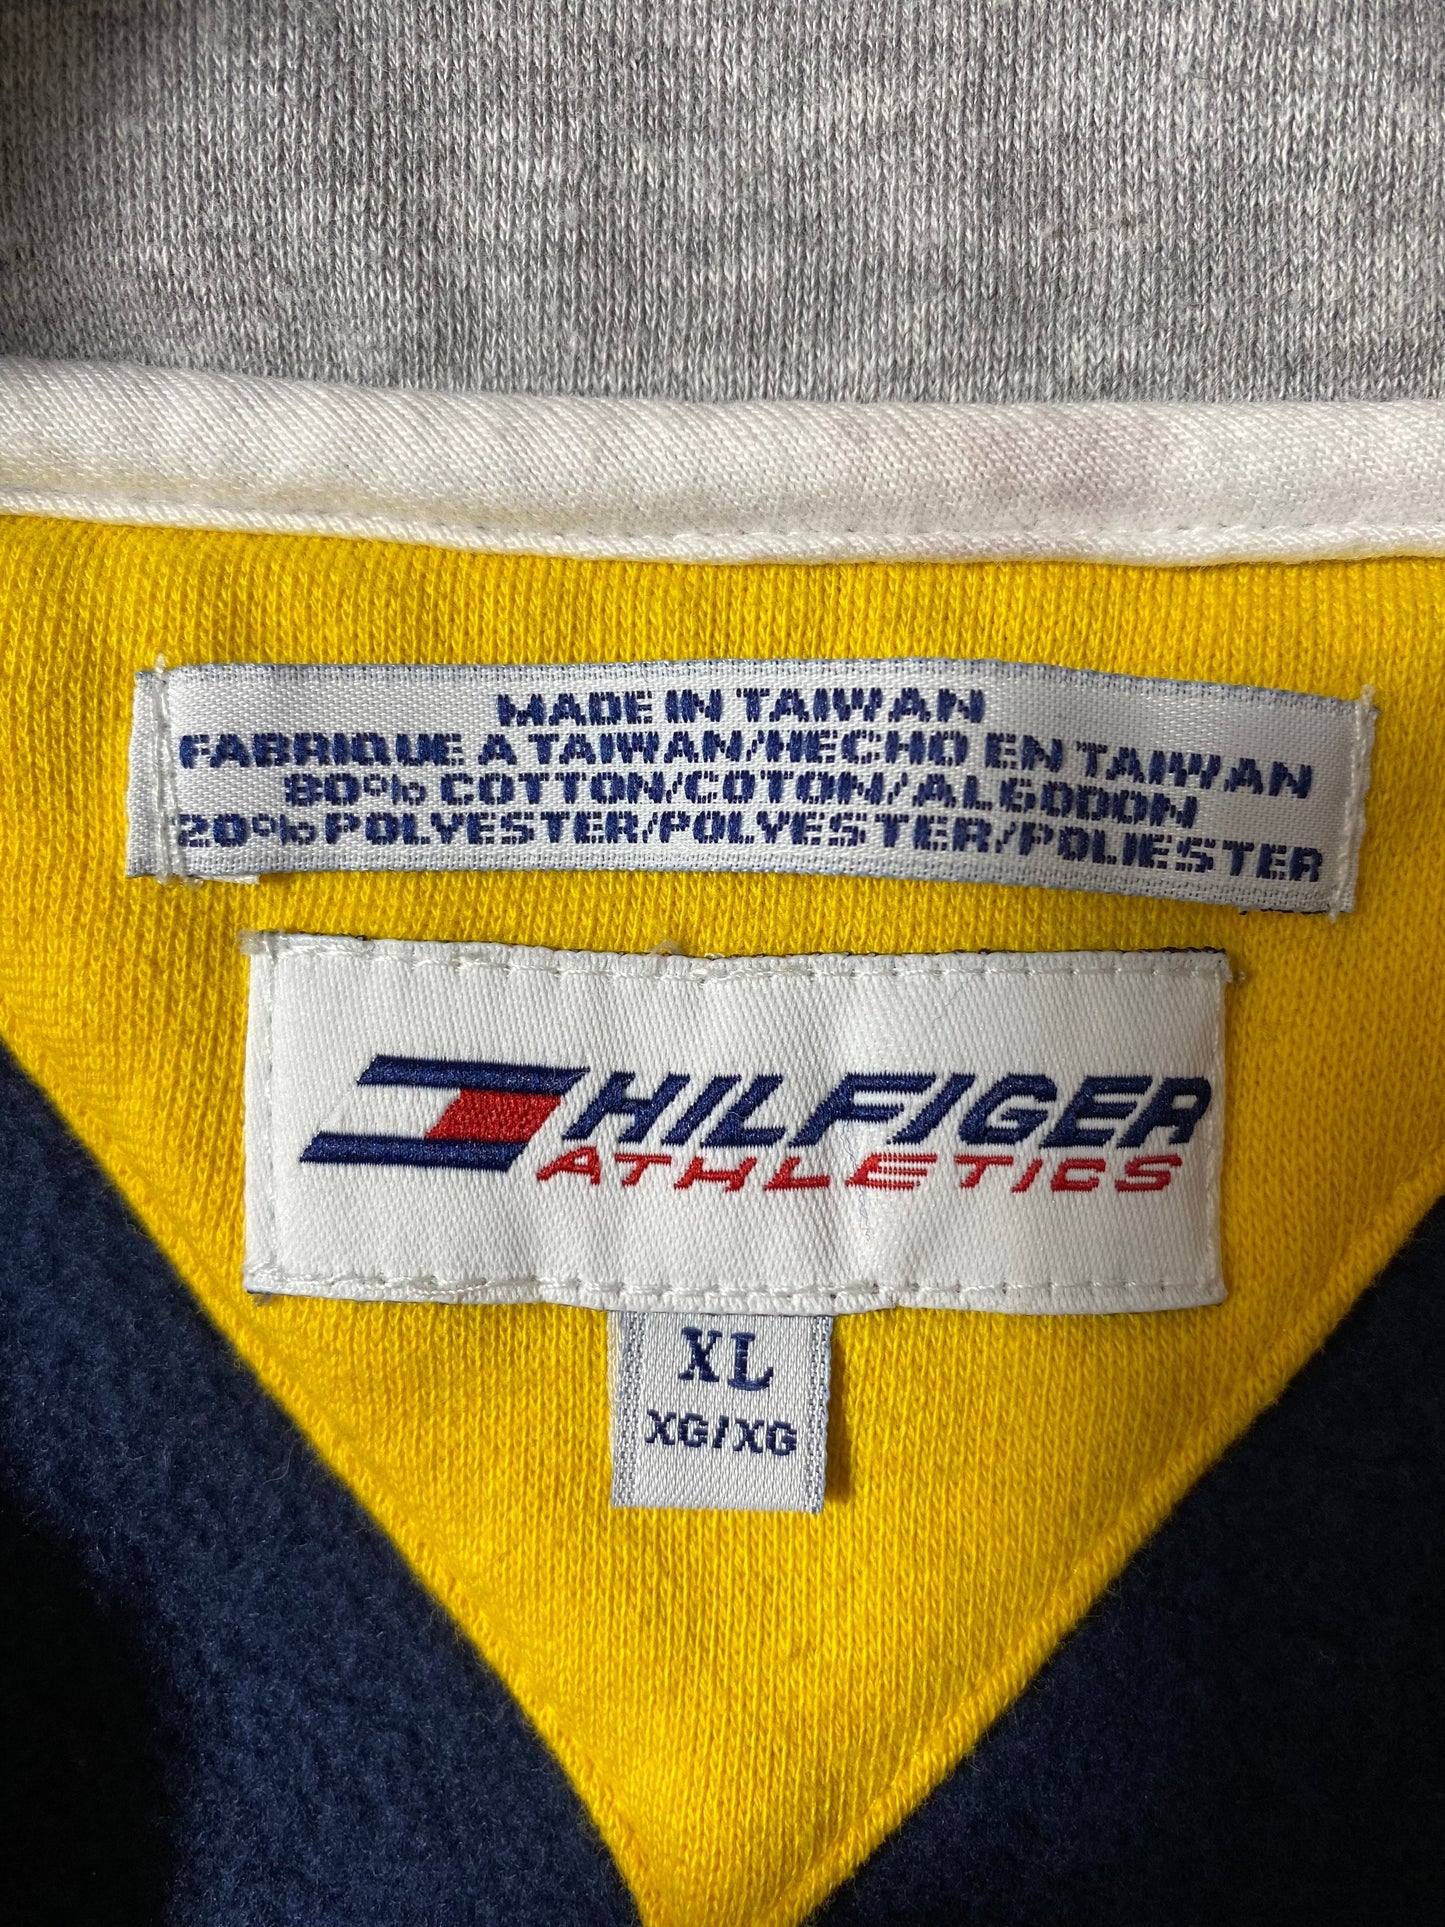 MADE IN TAIWAN
FABRIQUE A TAIWAN/HECHO EN TAIWAN
80% COTTON/COTON/ALGODON
20% POLYESTER/POLYESTER/POLIESTER
HILFIGER
ATHLETICS
XL
XG/XG